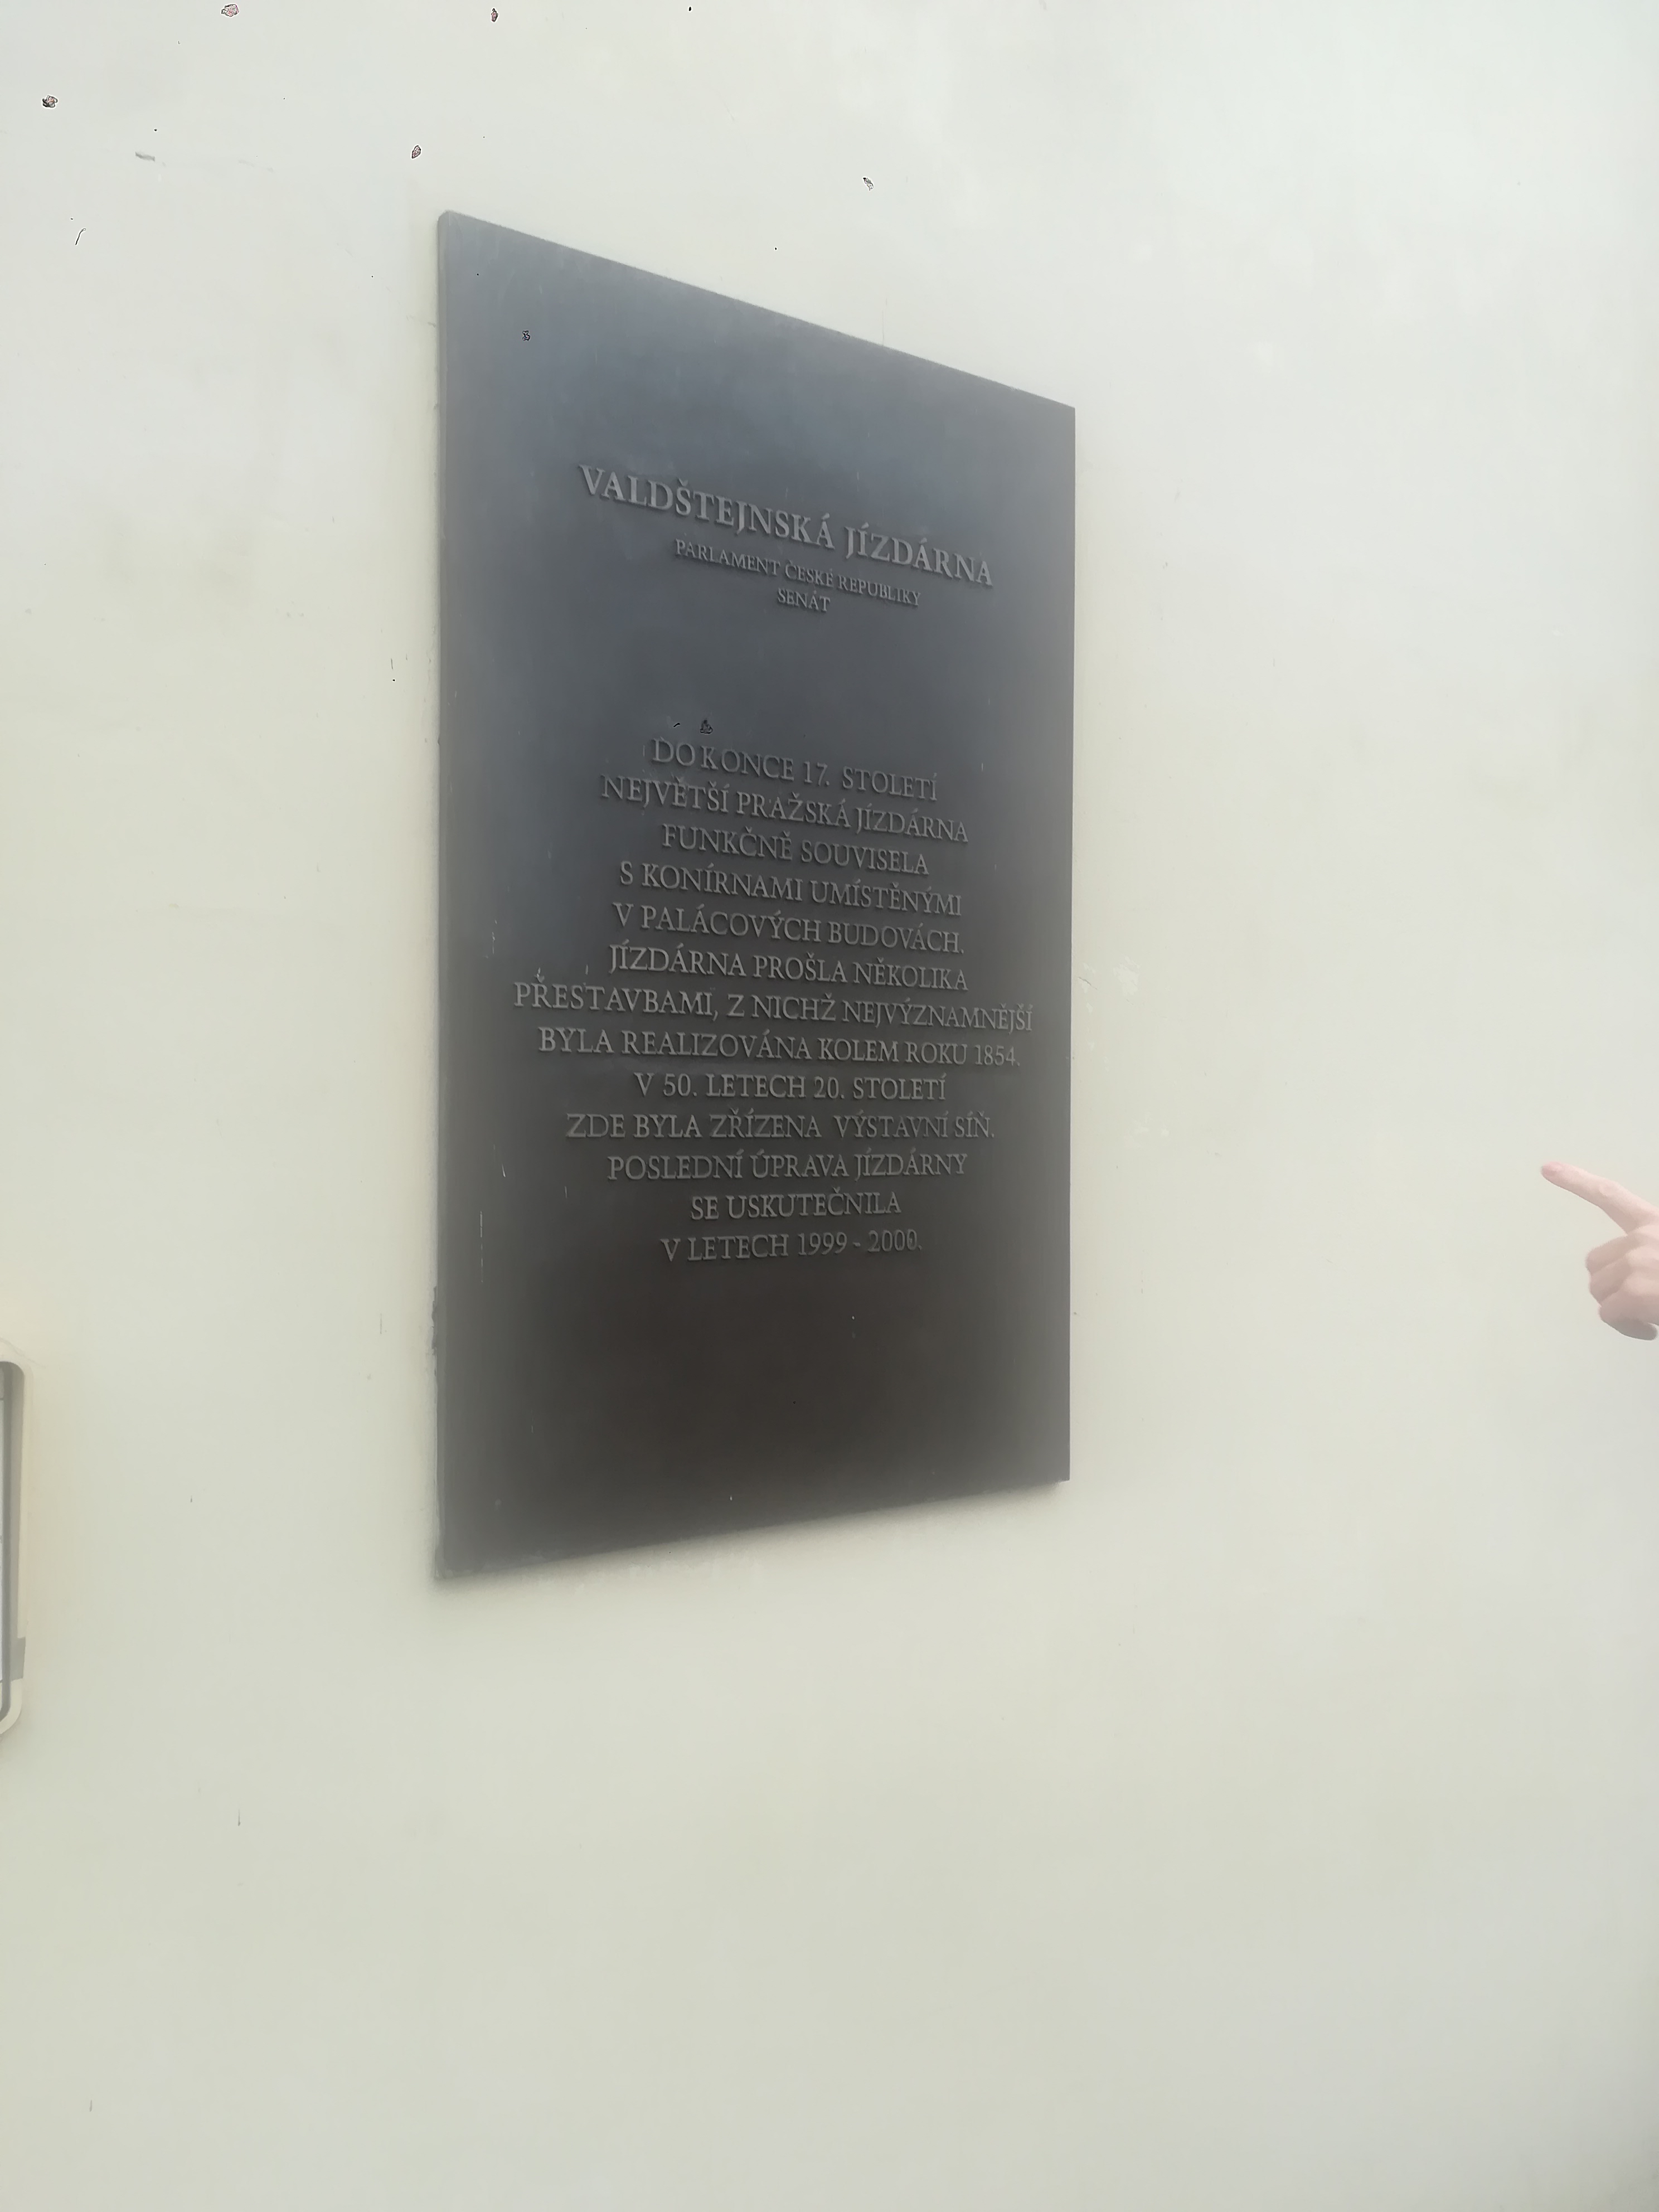 VALDŠTEJNSKÁ JÍZDÁRNA
PARLAMENT ČESKÉ REPUBLIKY
SENÁT
DO KONCE 17. STOLETÍ
NEJVĚTŠÍ PRAŽSKÁ JÍZDÁRNA
FUNKČNĚ SOUVISELA
S KONÍRNAMI UMÍSTĚNÝMI
V PALÁCOVÝCH BUDOVÁCH.
JÍZDÁRNA PROŠLA NĚKOLIKA
PŘESTAVBAMI, Z NICHŽ NEJVÝZNAMNĚJŠÍ
BYLA REALIZOVÁNA KOLEM ROKU 1854.
V 50. LETECH 20. STOLETÍ
ZDE BYLA ZŘÍZENA VÝSTAVNÍ SÍŇ.
POSLEDNÍ ÚPRAVA JÍZDÁRNY
SE USKUTEČNILA
V LETECH 1999 - 2000.